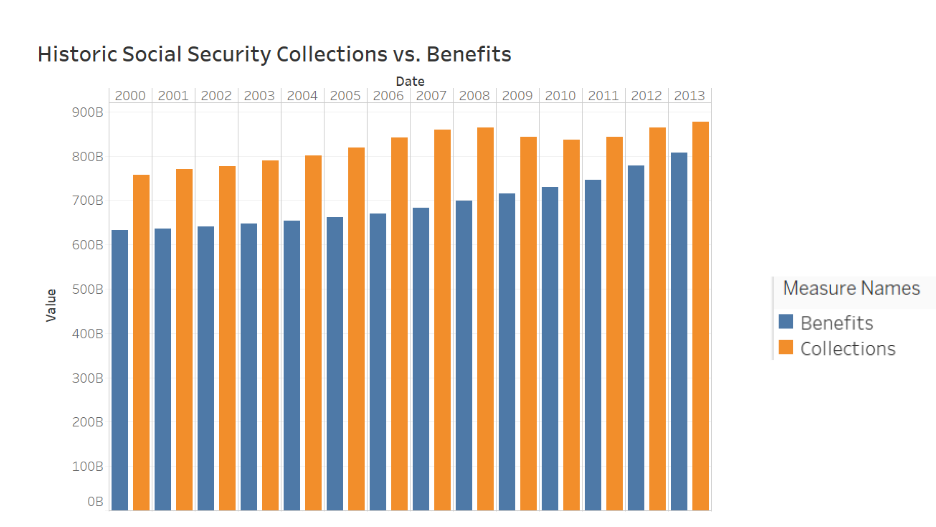 Historic Social Security Collections vs. Benefits
Date
2000 2001 2002 2003 2004 2005 2006 2007 2008 2009 2010 2011 2012 2013
900B
800B
700B
600B
500B
400B
300B
200B
100B
0B
Value
Measure Names
Benefits
Collections